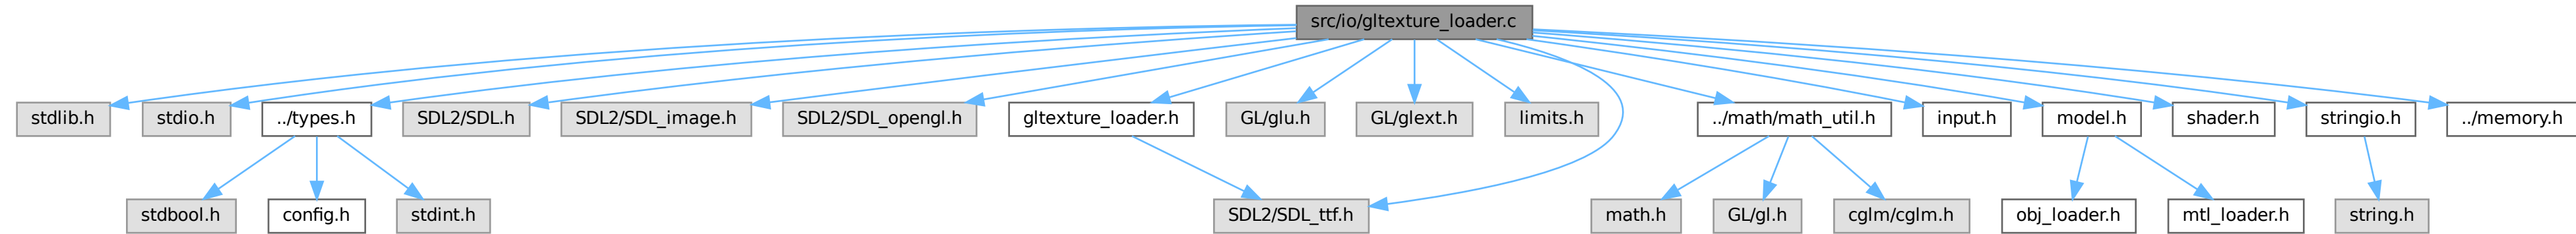 src/io/gltexture_loader.c
stdlib.h
stdio.h
../types.h
SDL2/SDL.h
SDL2/SDL_image.h
SDL2/SDL_opengl.h
gltexture_loader.h
GL/glu.h
GL/glext.h
limits.h
../math/math_util.h
input.h
model.h
shader.h
stringio.h
../memory.h
stdbool.h
config.h
stdint.h
SDL2/SDL_ttf.h
math.h
GL/gl.h
cglm/cglm.h
obj_loader.h
mtl_loader.h
string.h